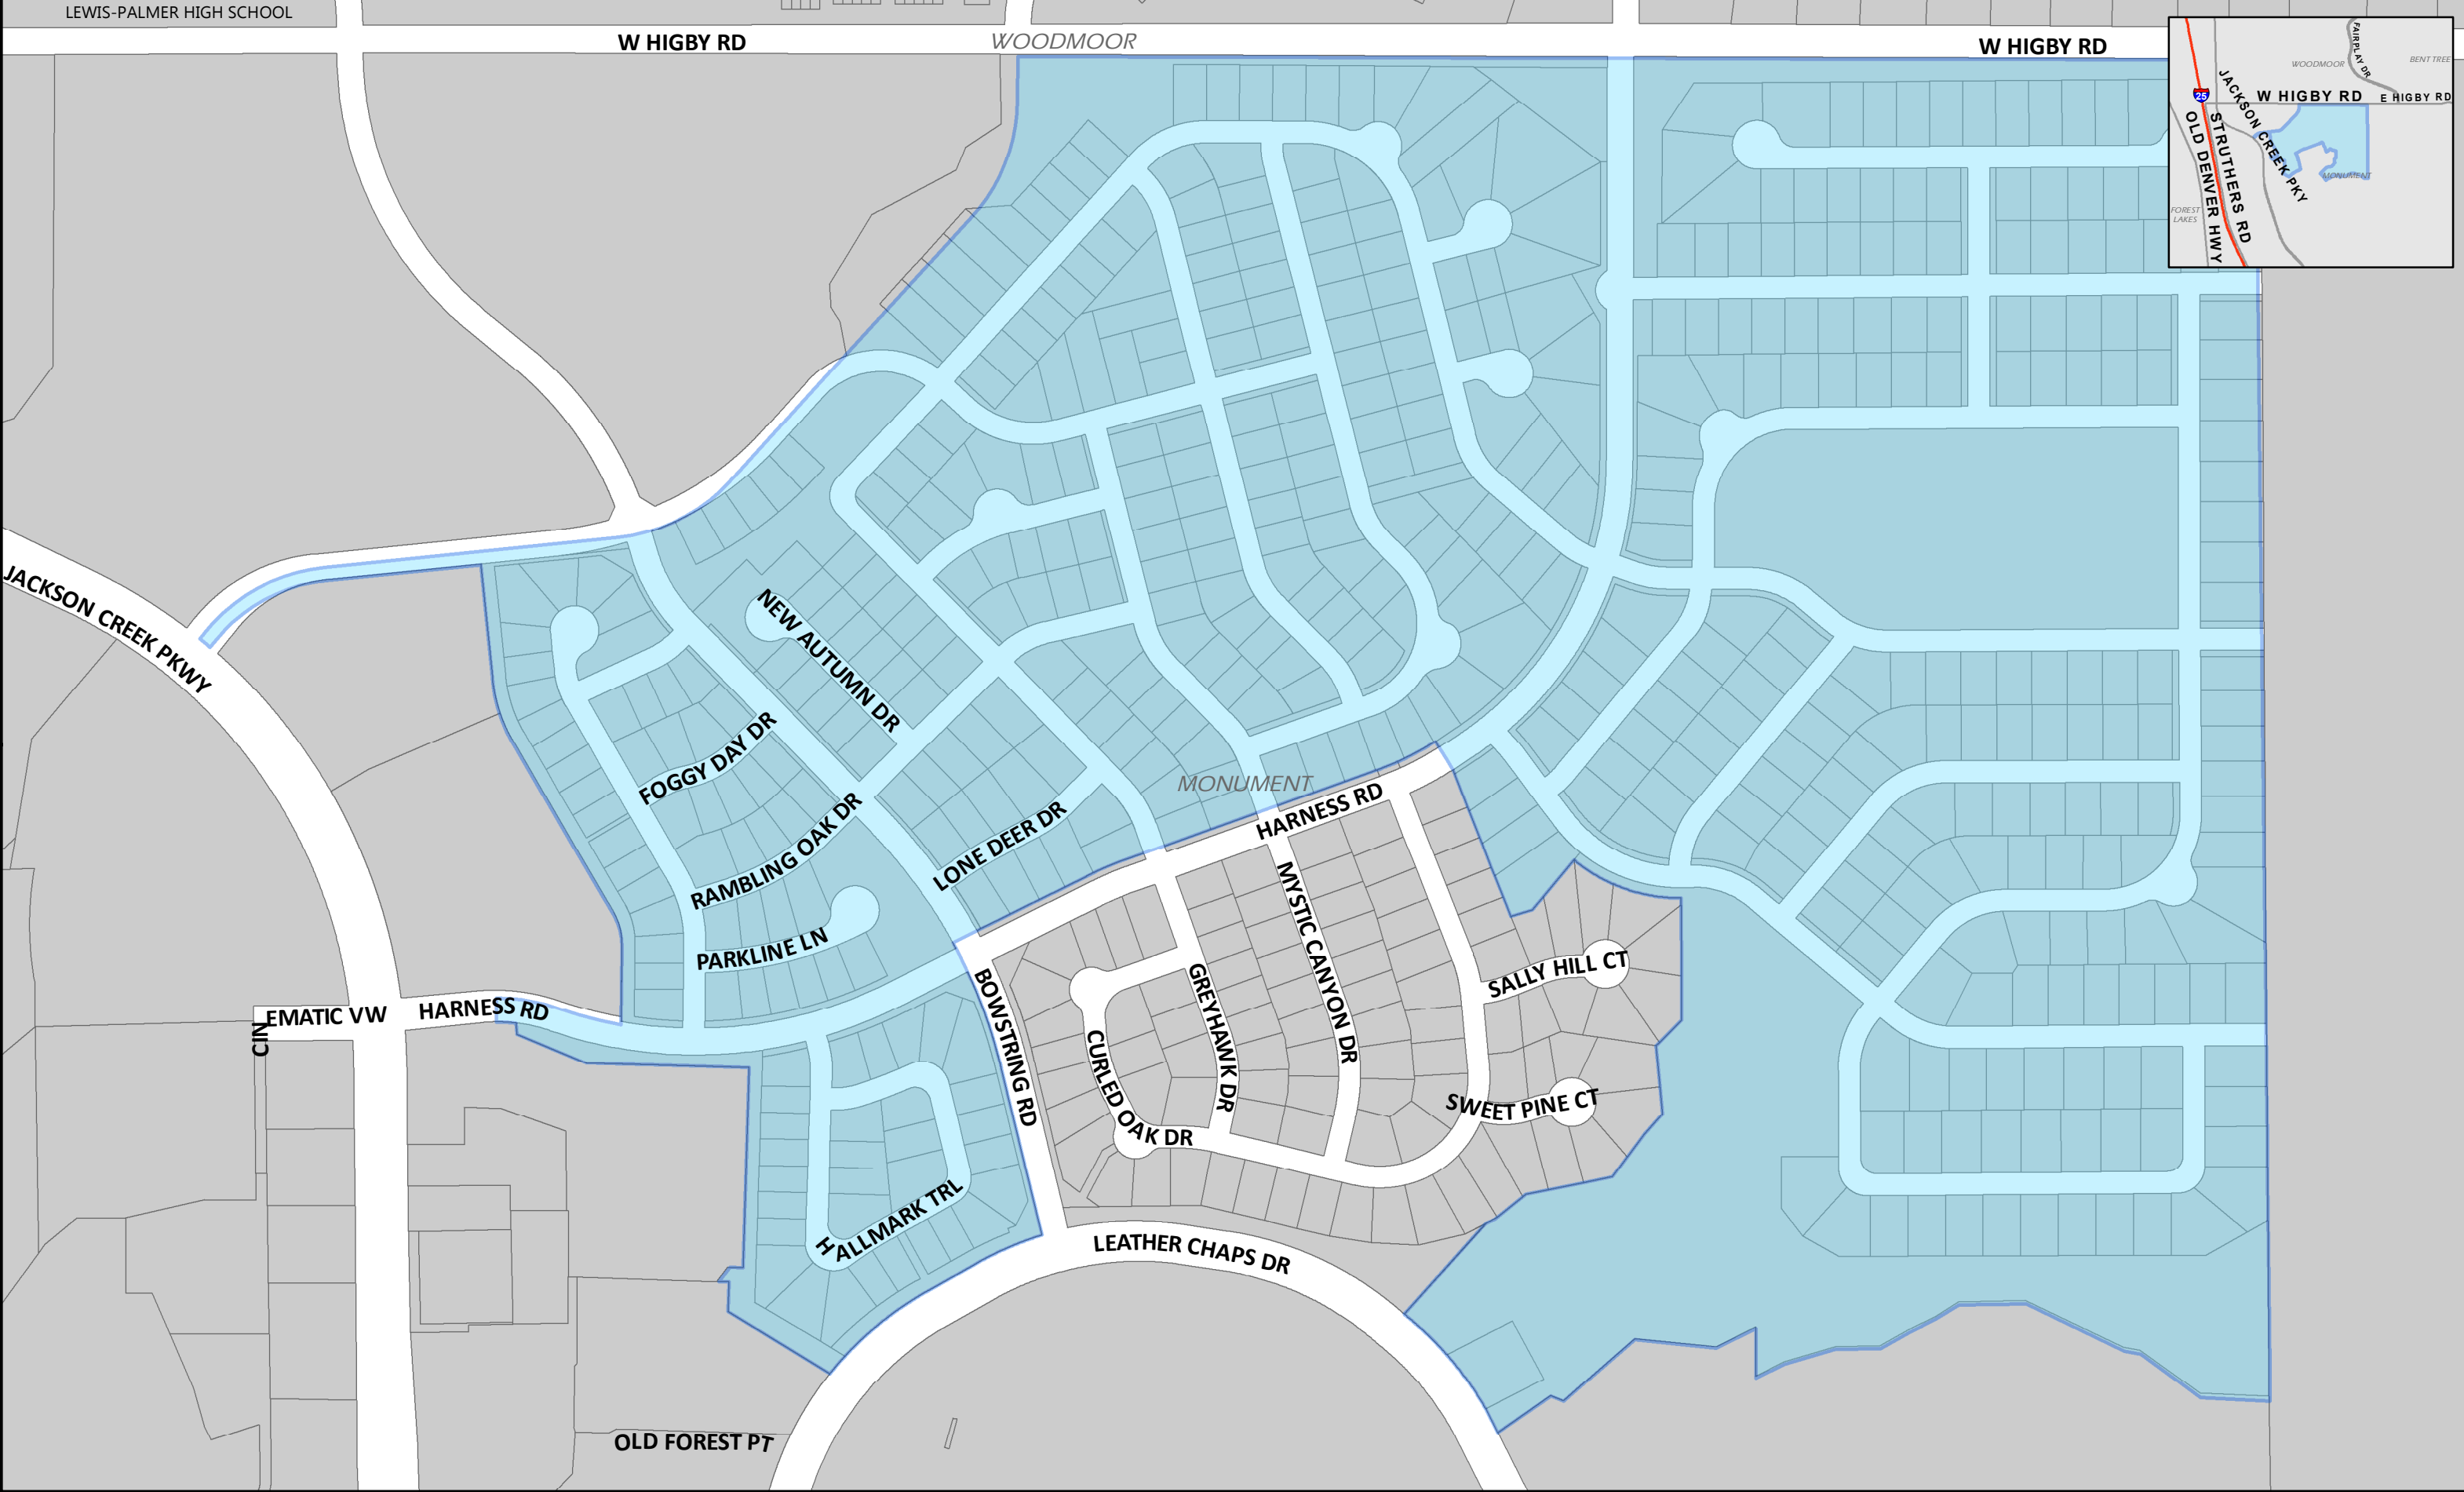 LEWIS-PALMER HIGH SCHOOL
W HIGBY RD
WOODMOOR
W HIGBY RD
FAIRPLAY DR
WOODMOOR
BENT TREE
25
W HIGBY RD
E HIGBY RD
JACKSON CREEK PKY
OLD DENVER HWY
STRUTHERS RD
MONUMENT
FOREST
LAKES
JACKSON CREEK PKWY
NEW AUTUMN DR
FOGGY DAY DR
RAMBLING OAK DR
LONE DEER DR
MONUMENT
HARNESS RD
PARKLINE LN
MYSTIC CANYON DR
GREYHAWK DR
SALLY HILL CT
BOWSTRING RD
CINEMATIC VW
HARNESS RD
CURLED OAK DR
SWEET PINE CT
HALLMARK TRL
LEATHER CHAPS DR
OLD FOREST PT